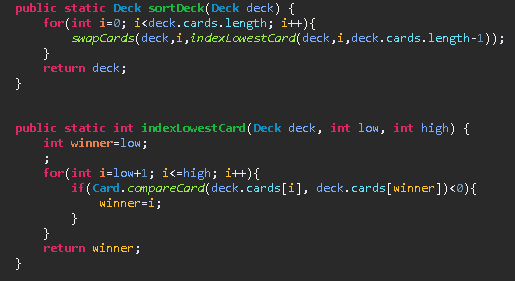 public static Deck sortDeck(Deck deck) {
    for(int i=0; i<deck.cards.length; i++){
        swapCards(deck,i,indexLowestCard(deck,i,deck.cards.length-1));
    }
    return deck;
}

public static int indexLowestCard(Deck deck, int low, int high) {
    int winner=low;
    ;
    for(int i=low+1; i<=high; i++){
        if(Card.compareCard(deck.cards[i], deck.cards[winner])<0){
            winner=i;
        }
    }
    return winner;
}